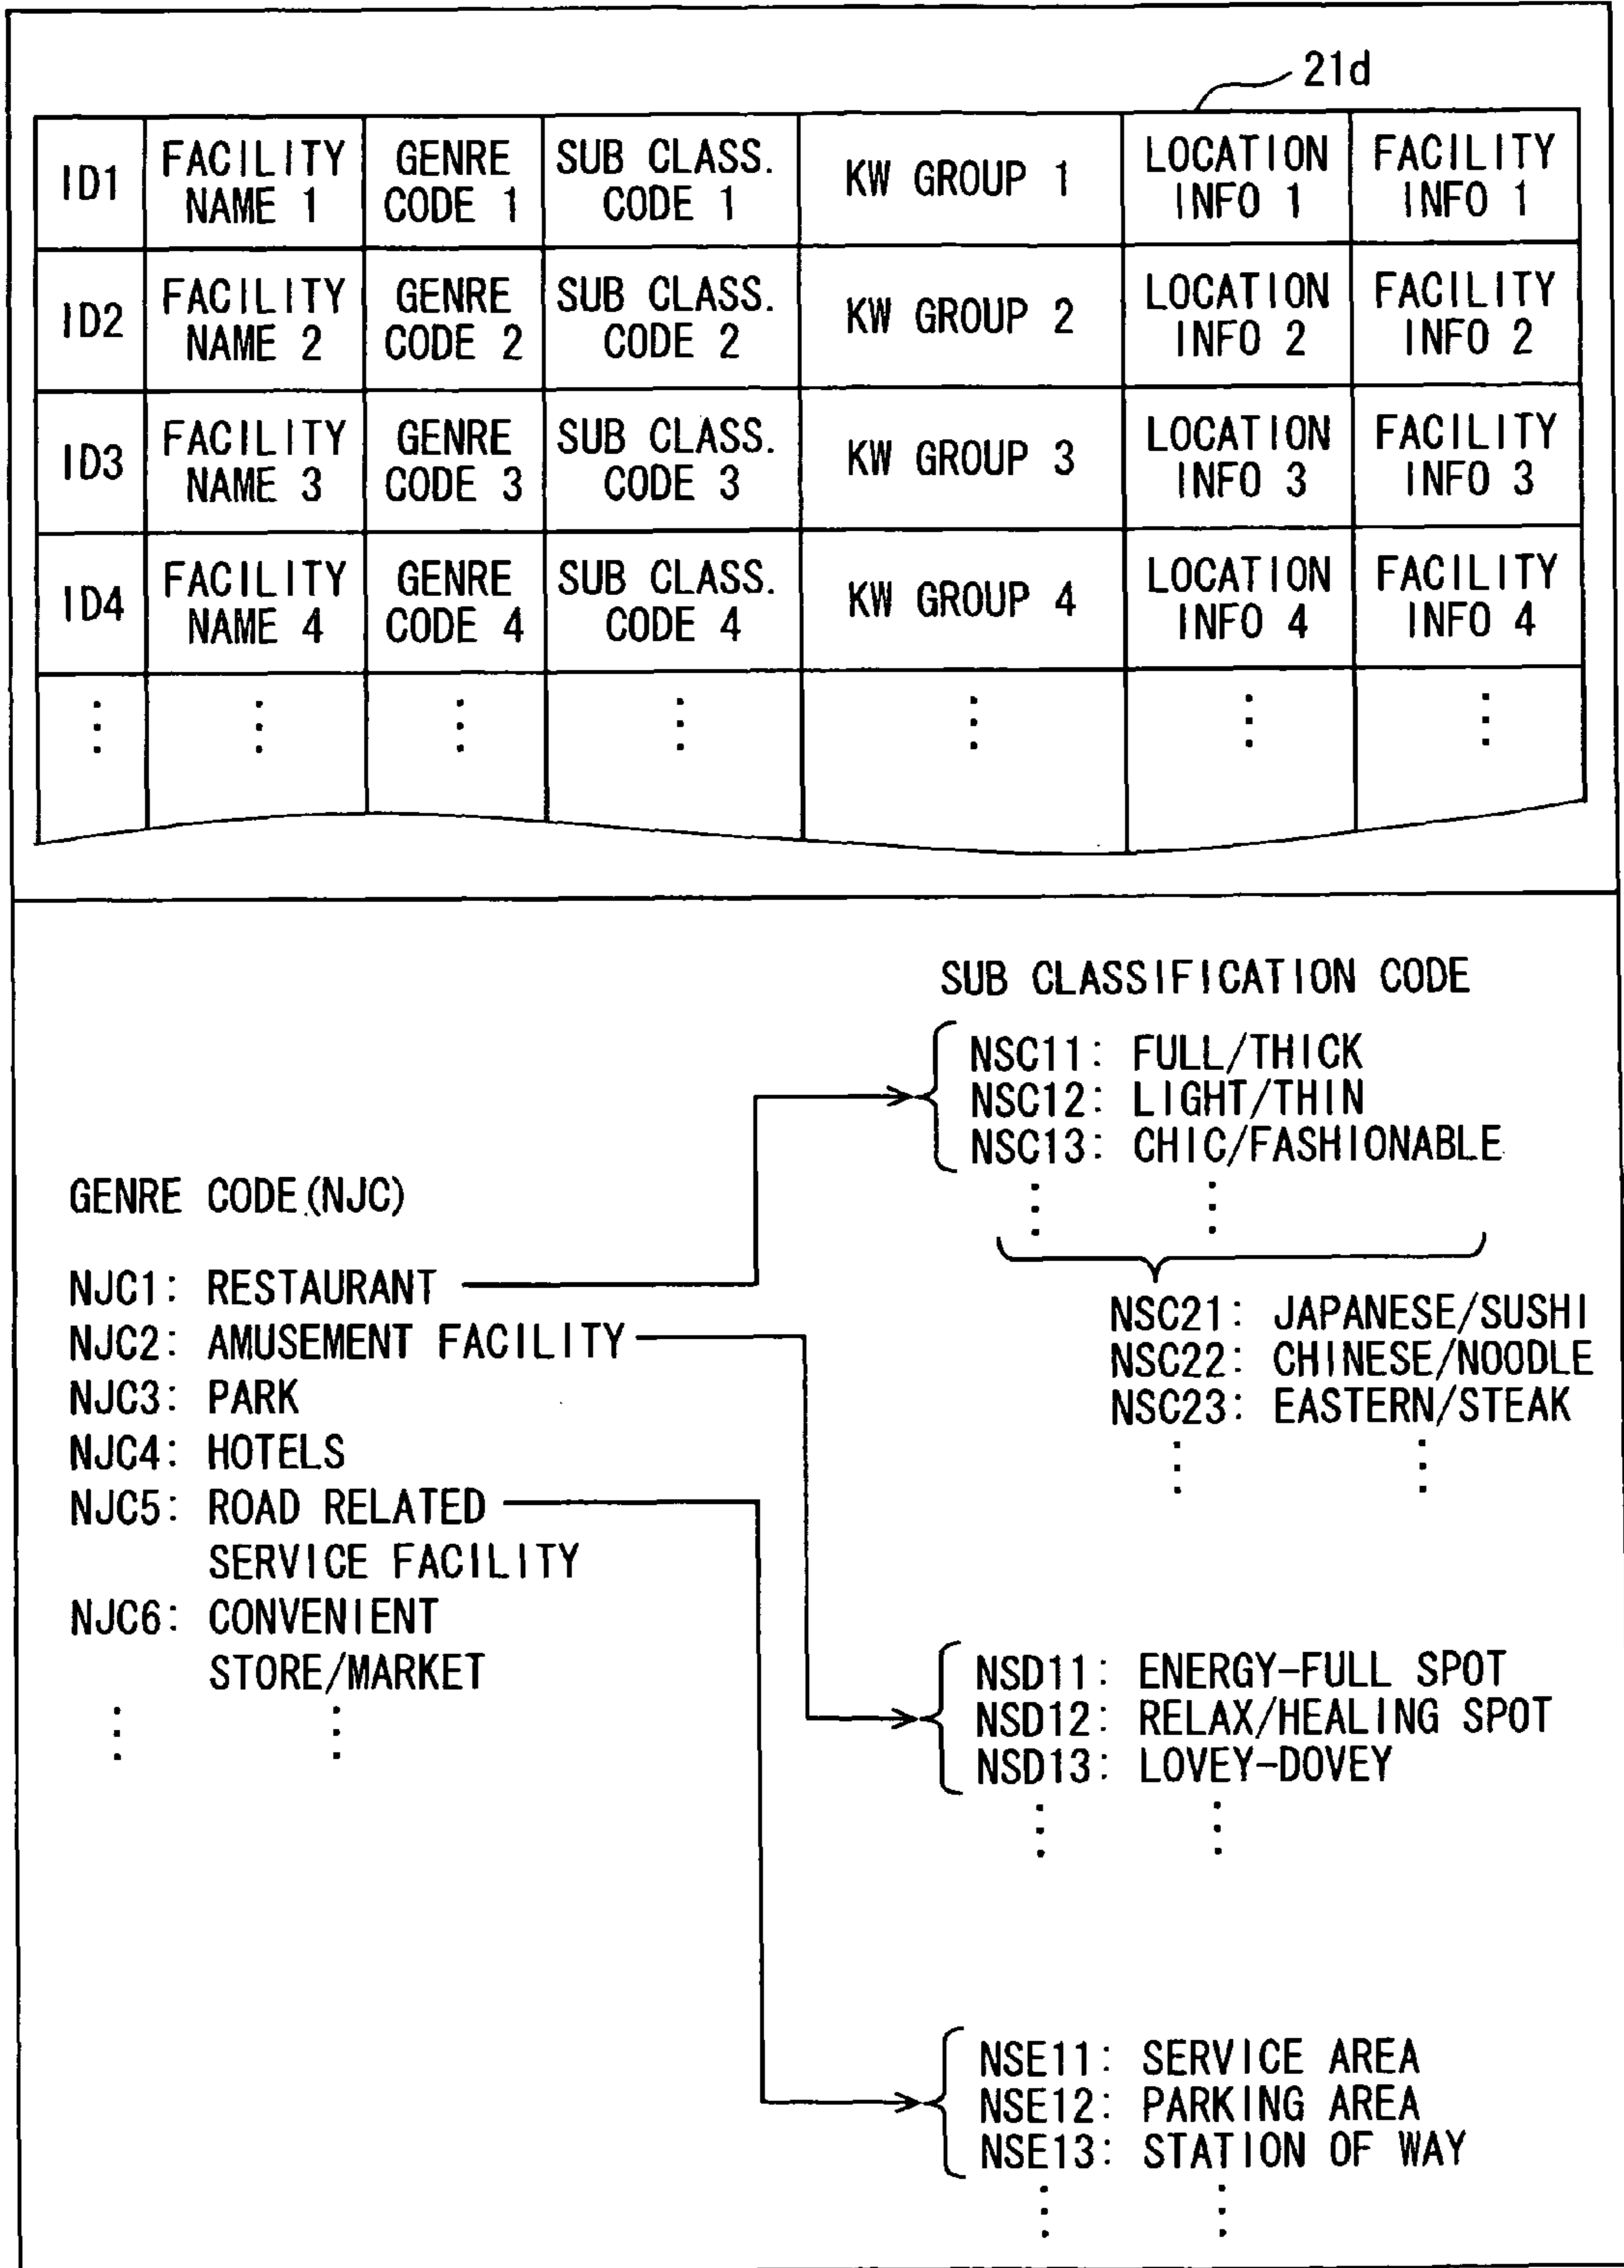 21d
ID1 FACILITY NAME 1 GENRE CODE 1 SUB CLASS. CODE 1 KW GROUP 1 LOCATION INFO 1 FACILITY INFO 1
ID2 FACILITY NAME 2 GENRE CODE 2 SUB CLASS. CODE 2 KW GROUP 2 LOCATION INFO 2 FACILITY INFO 2
ID3 FACILITY NAME 3 GENRE CODE 3 SUB CLASS. CODE 3 KW GROUP 3 LOCATION INFO 3 FACILITY INFO 3
ID4 FACILITY NAME 4 GENRE CODE 4 SUB CLASS. CODE 4 KW GROUP 4 LOCATION INFO 4 FACILITY INFO 4
GENRE CODE (NJC)
NJC1: RESTAURANT
NJC2: AMUSEMENT FACILITY
NJC3: PARK
NJC4: HOTELS
NJC5: ROAD RELATED
SERVICE FACILITY
NJC6: CONVENIENT
STORE/MARKET
SUB CLASSIFICATION CODE
NSC11: FULL/THICK
NSC12: LIGHT/THIN
NSC13: CHIC/FASHIONABLE
NSC21: JAPANESE/SUSHI
NSC22: CHINESE/NOODLE
NSC23: EASTERN/STEAK
NSD11: ENERGY-FULL SPOT
NSD12: RELAX/HEALING SPOT
NSD13: LOVEY-DOVEY
NSE11: SERVICE AREA
NSE12: PARKING AREA
NSE13: STATION OF WAY